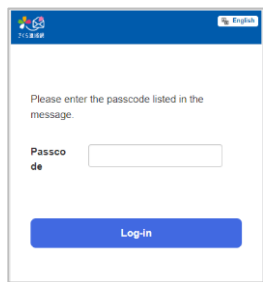 English
Please enter the passcode listed in the
message.
Passco
de
Log-in